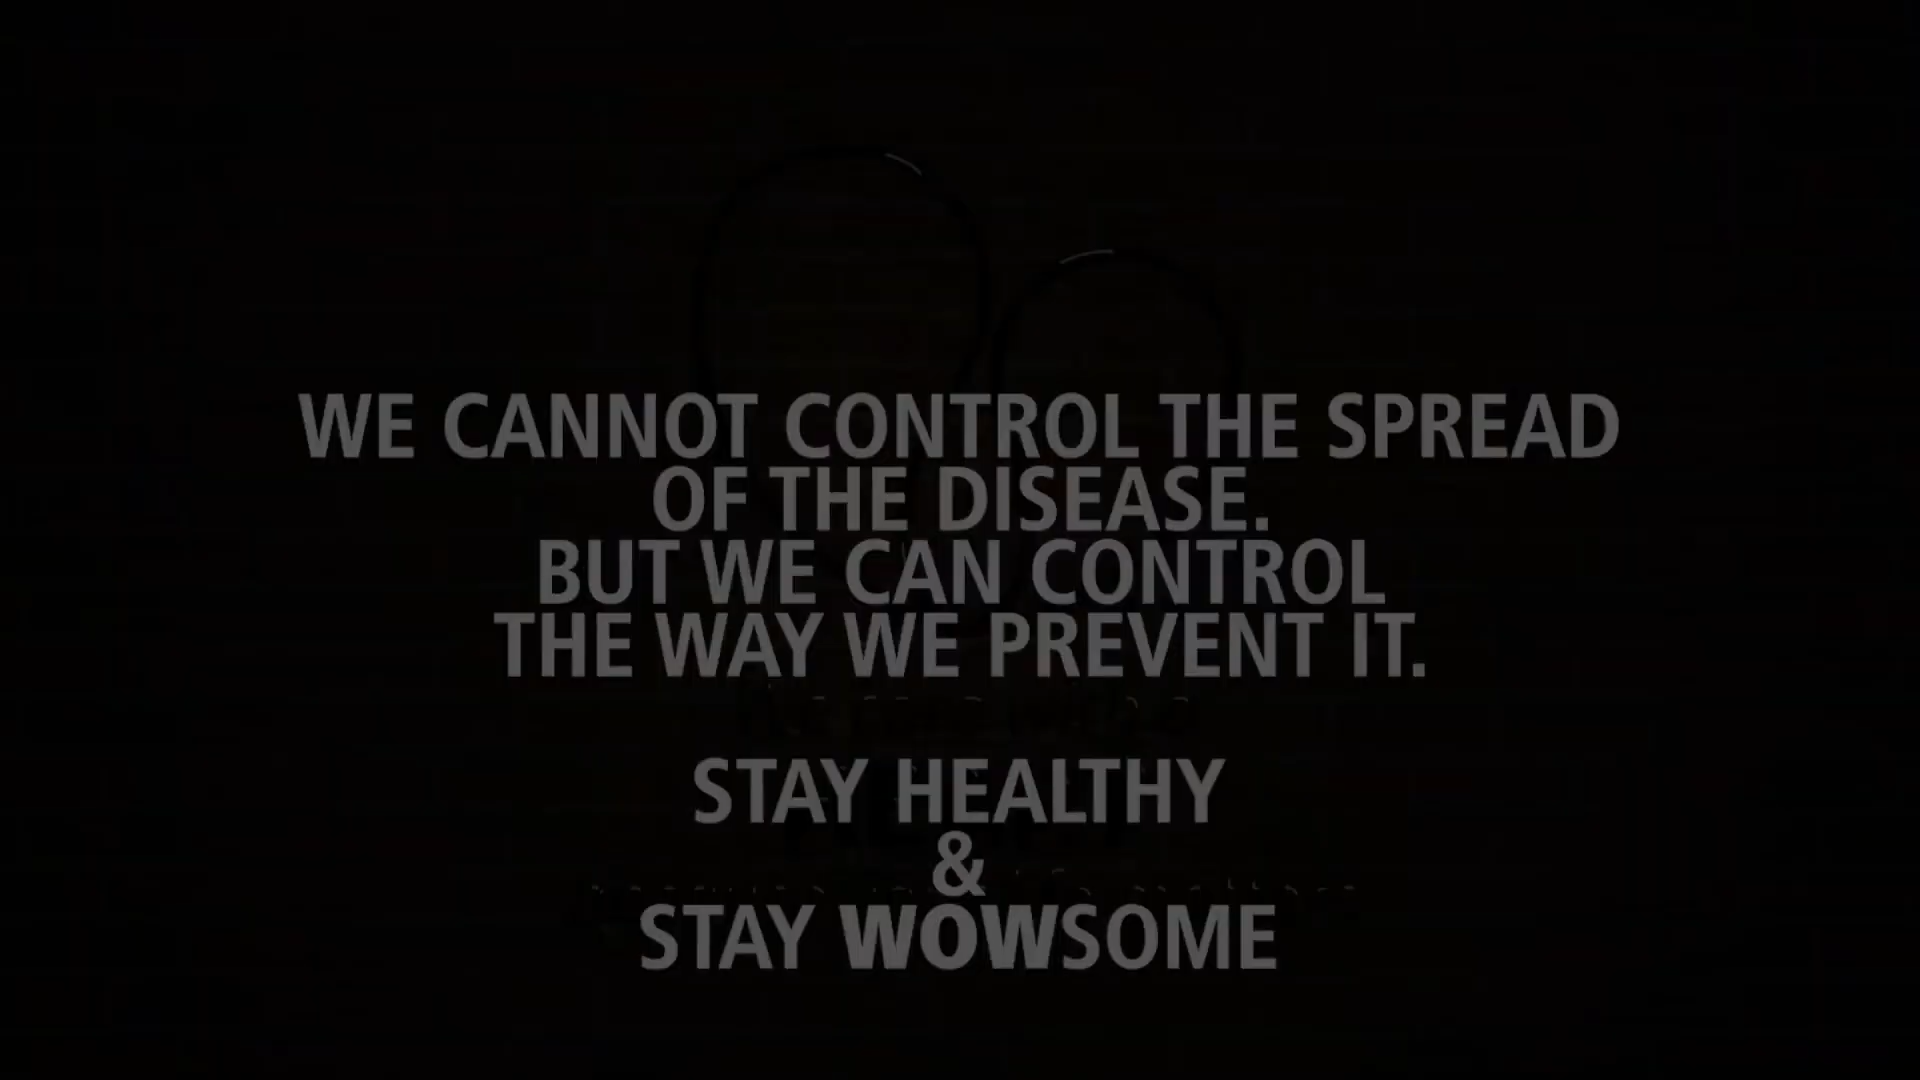 WE CANNOT CONTROL THE SPREAD
OF THE DISEASE.
BUT WE CAN CONTROL
THE WAY WE PREVENT IT.
STAY HEALTHY
&
STAY WOWSOME